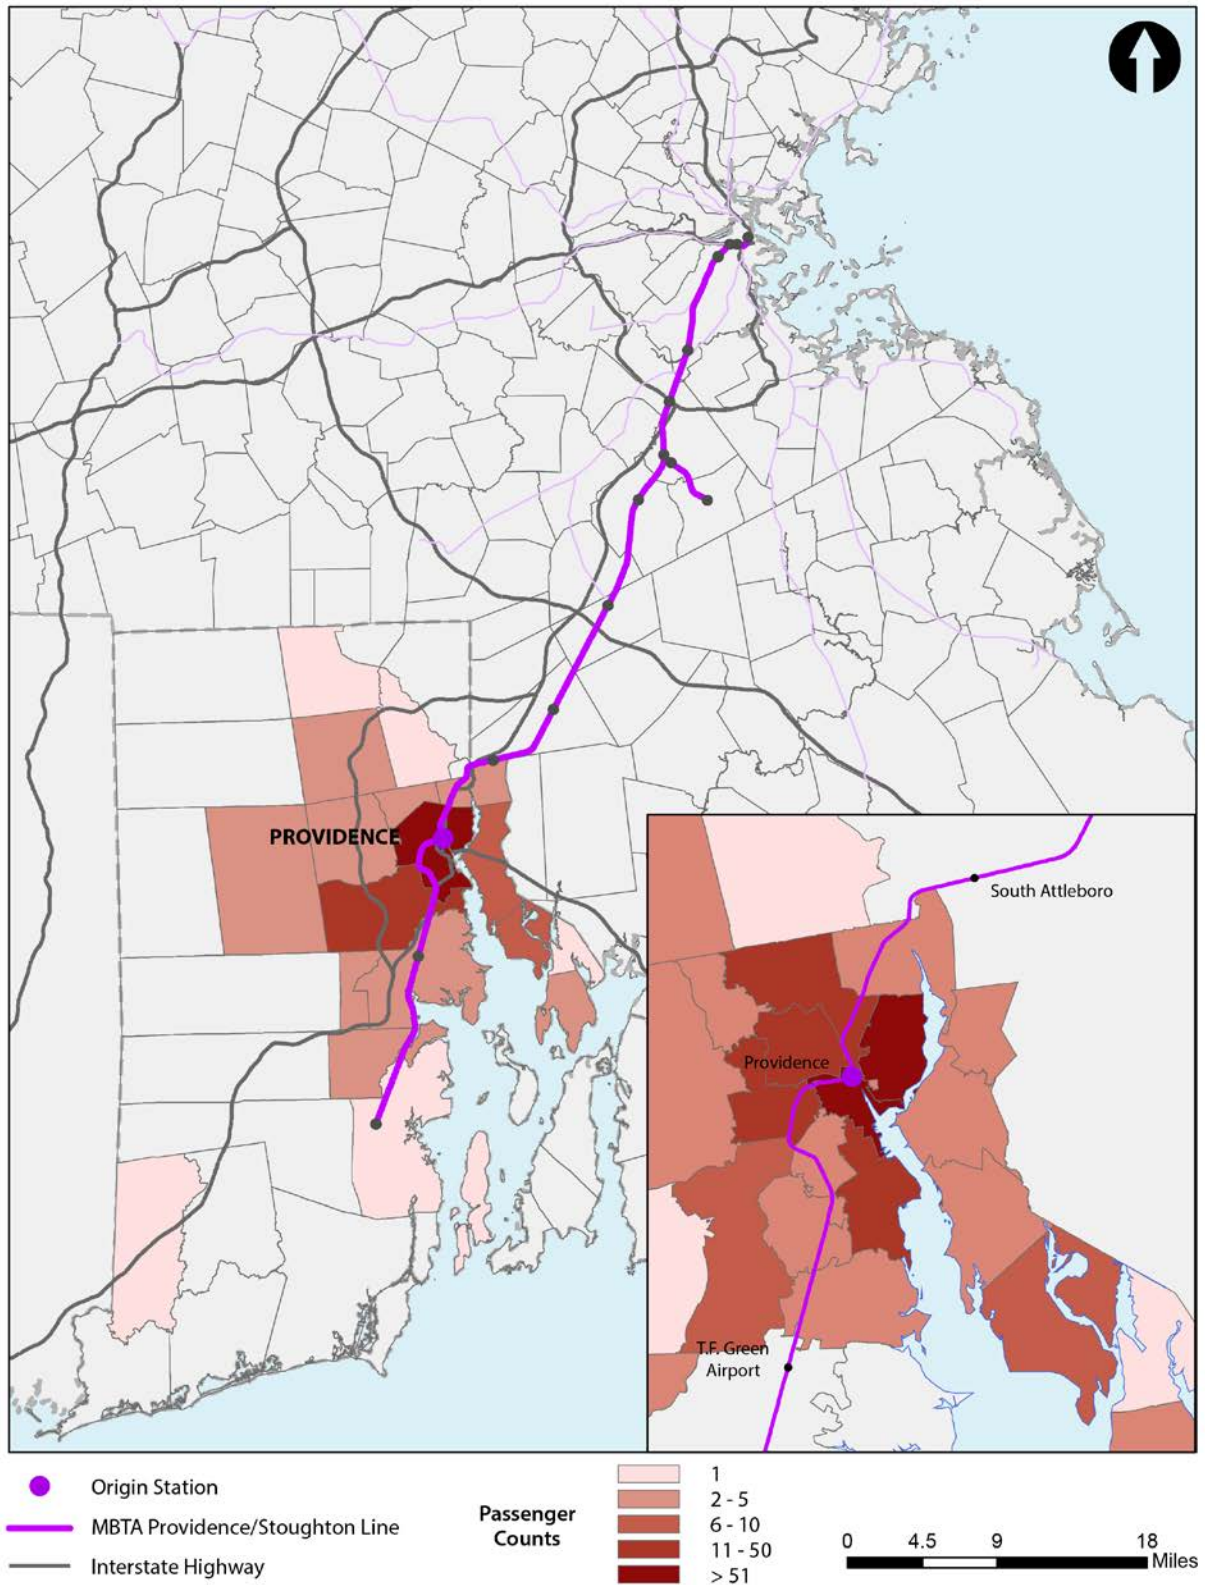 PROVIDENCE
South Attleboro
Providence
T.F. Green
Airport
Origin Station
MBTA Providence/Stoughton Line
Interstate Highway
Passenger
Counts
1
2 - 5
6 - 10
11 - 50
> 51
0 4.5 9 18
Miles